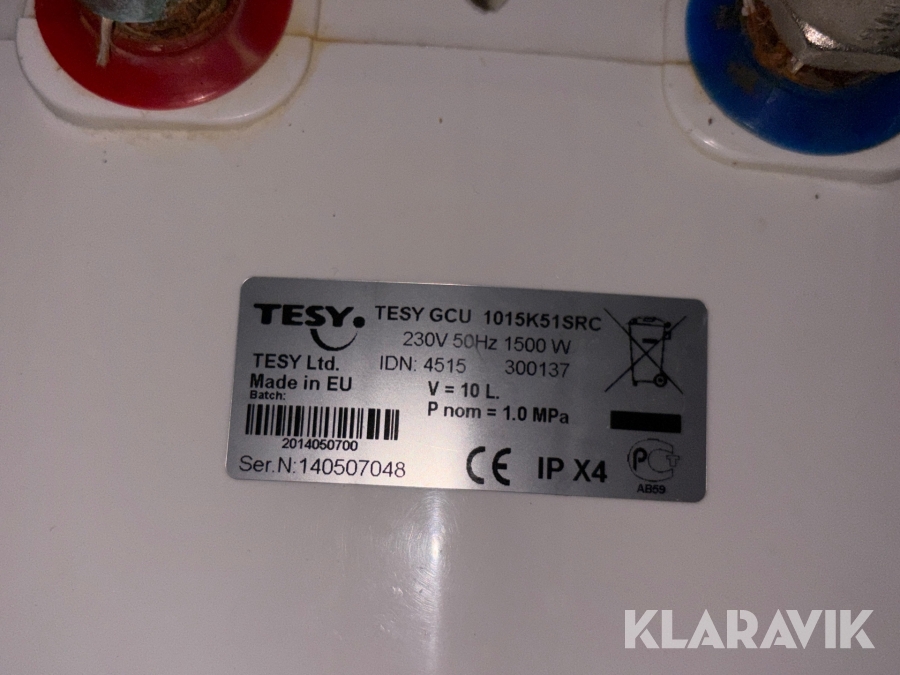 TESY.
TESY GCU 1015K51SRC
230V 50Hz 1500 W
TESY Ltd.
IDN: 4515 300137
Made in EU
V = 10 L.
Batch:
P nom = 1.0 MPa
2014050700
Ser.N:140507048
CE IP X4
PCT
AB59
KLARAVIK